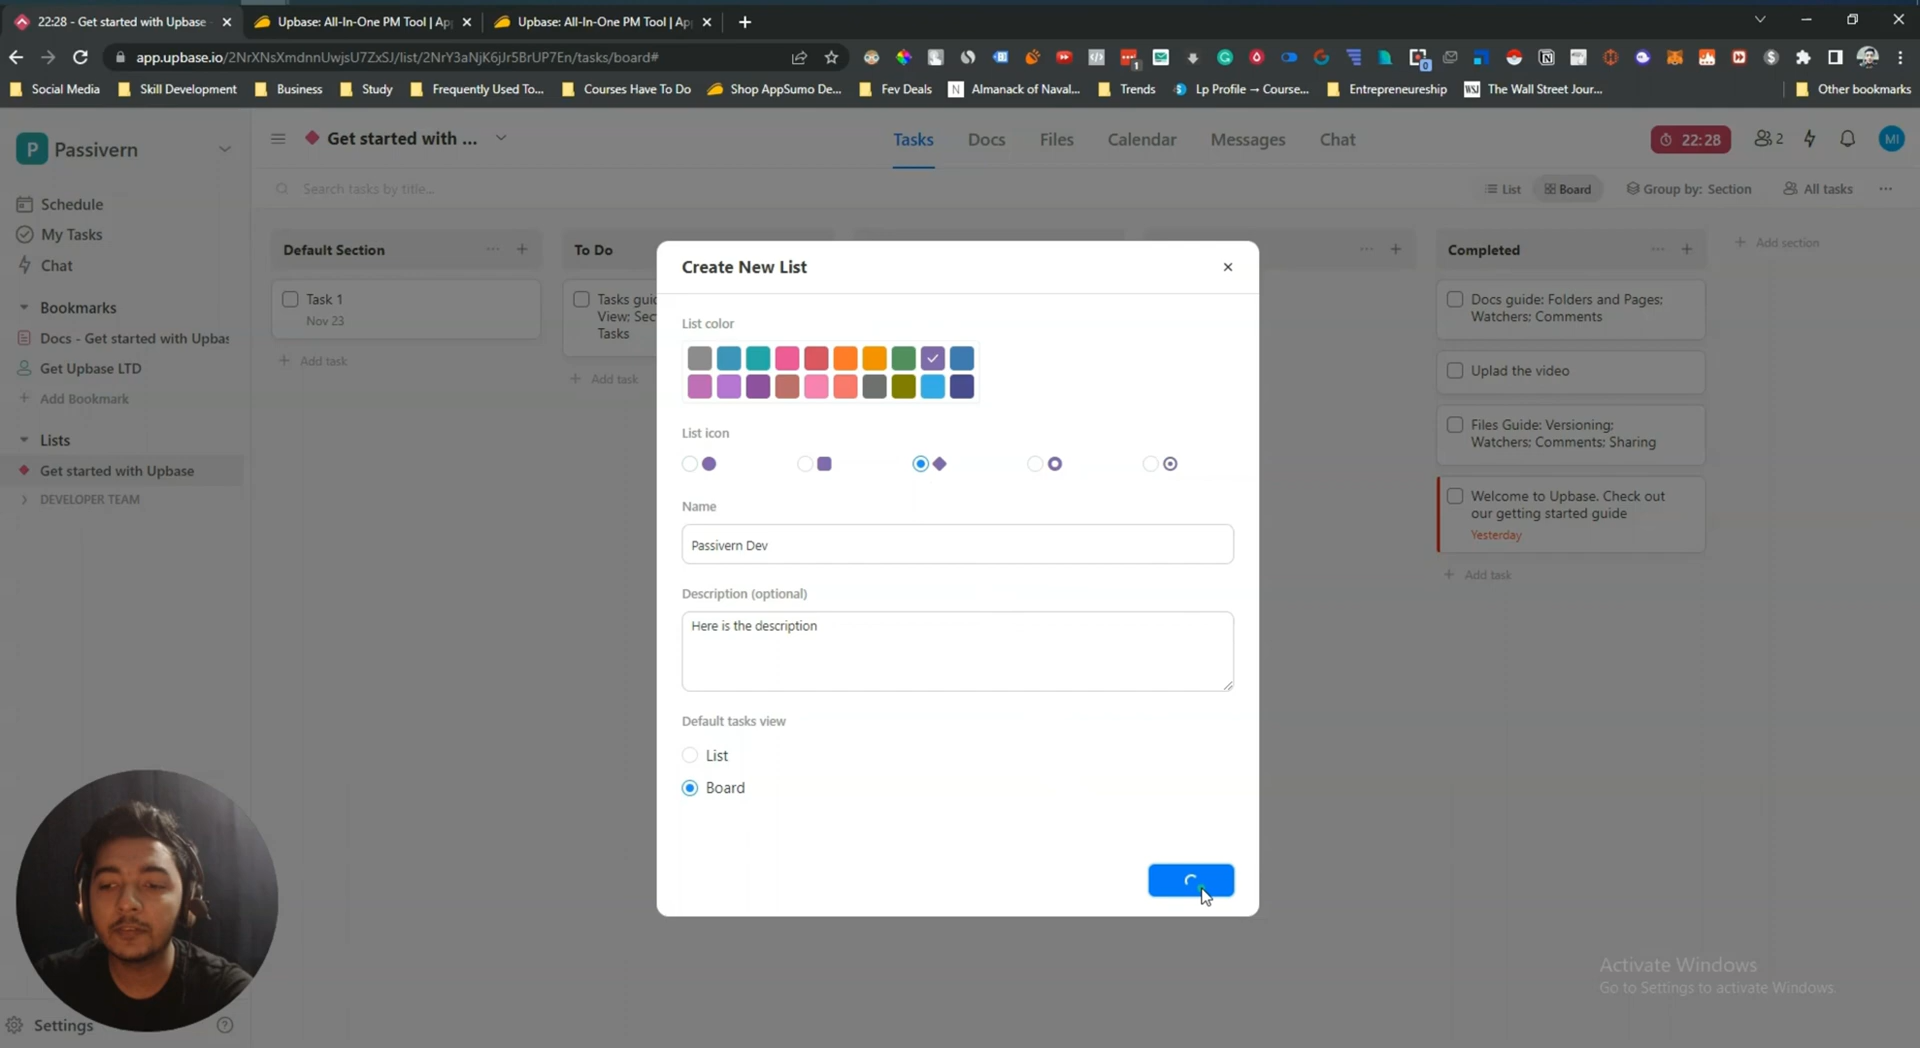 22:28 - Get started with Upbase
Upbase: All-In-One PM Tool | Ap
Upbase: All-In-One PM Tool | Ap
app.upbase.io/2NrXNsXmdnnUwjsU7ZxSJ/list/2NrY3aNjK6jJr5BrUP7En/tasks/board#
Social Media
Skill Development
Business
Study
Frequently Used To...
Courses Have To Do
Shop AppSumo De...
Fev Deals
Almanack of Naval...
Trends
Lp Profile → Course...
Entrepreneureship
WSJ
The Wall Street Jour...
Other bookmarks
P Passivern
Get started with ...
Tasks
Docs
Files
Calendar
Messages
Chat
22:28
2
MI
Search tasks by title...
List
Board
Group by: Section
All tasks
Schedule
My Tasks
Chat
Bookmarks
Docs - Get started with Upbas
Get Upbase LTD
Add Bookmark
Lists
Get started with Upbase
DEVELOPER TEAM
Settings
Default Section
Task 1
Nov 23
Add task
To Do
Tasks guid
View: Sec
Tasks
Add task
Create New List
List color
List icon
Name
Passivern Dev
Description (optional)
Here is the description
Default tasks view
List
Board
Completed
Docs guide: Folders and Pages;
Watchers; Comments
Uplad the video
Files Guide: Versioning;
Watchers; Comments; Sharing
Welcome to Upbase. Check out
our getting started guide
Yesterday
Add task
Add section
Activate Windows
Go to Settings to activate Windows.